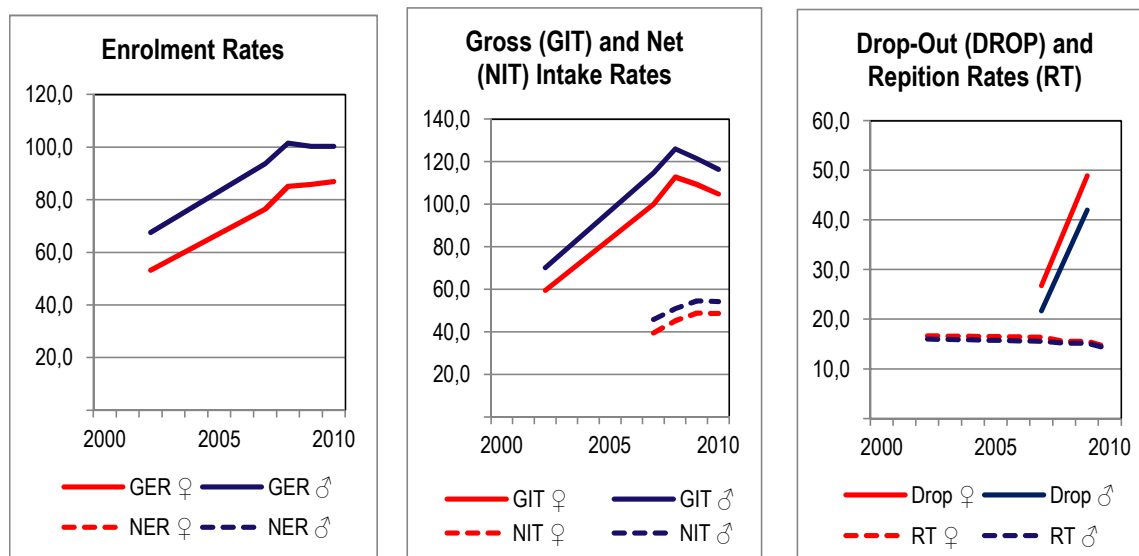 Enrolment Rates
120,0
100,0
80,0
60,0
40,0
20,0
2000 2005 2010
GER ♀ GER ♂
NER ♀ NER ♂
Gross (GIT) and Net
(NIT) Intake Rates
140,0
120,0
100,0
80,0
60,0
40,0
20,0
2000 2005 2010
GIT ♀ GIT ♂
NIT ♀ NIT ♂
Drop-Out (DROP) and
Repition Rates (RT)
60,0
50,0
40,0
30,0
20,0
10,0
2000 2005 2010
Drop ♀ Drop ♂
RT ♀ RT ♂